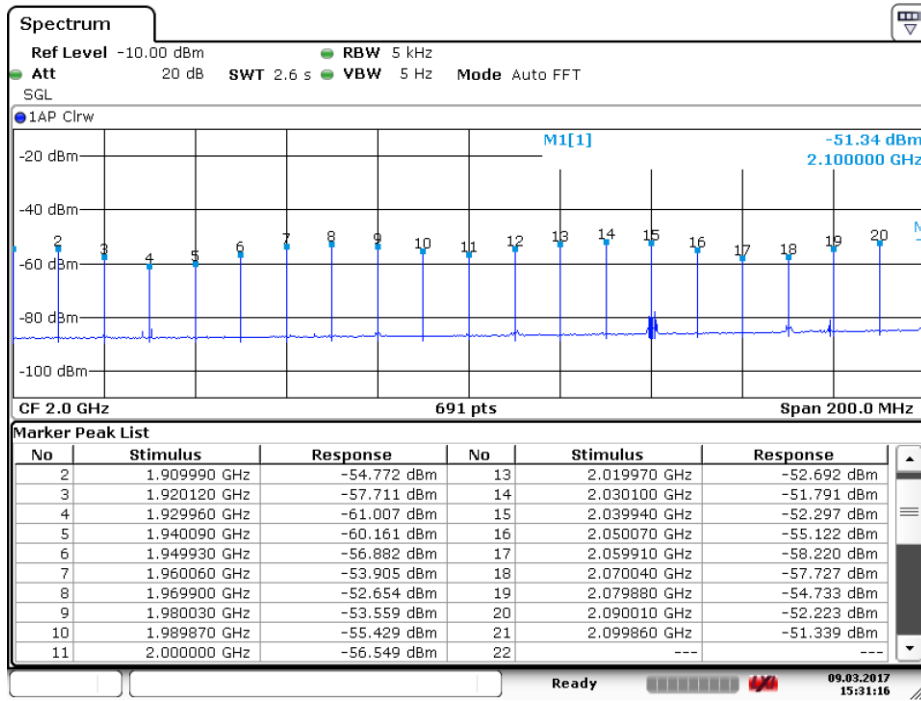 Spectrum
Ref Level -10.00 dBm RBW 5 kHz
Att 20 dB SWT 2.6 s VBW 5 Hz Mode Auto FFT
SGL
1AP Clrw
M1[1] -51.34 dBm
2.100000 GHz
-20 dBm
-40 dBm
2 3 4 5 6 7 8 9 10 11 12 13 14 15 16 17 18 19 20
-60 dBm
-80 dBm
-100 dBm
CF 2.0 GHz 691 pts Span 200.0 MHz
Marker Peak List
No Stimulus Response No Stimulus Response
2 1.909990 GHz -54.772 dBm 13 2.019970 GHz -52.692 dBm
3 1.920120 GHz -57.711 dBm 14 2.030100 GHz -51.791 dBm
4 1.929960 GHz -61.007 dBm 15 2.039940 GHz -52.297 dBm
5 1.940090 GHz -60.161 dBm 16 2.050070 GHz -55.122 dBm
6 1.949930 GHz -56.882 dBm 17 2.059910 GHz -58.220 dBm
7 1.960060 GHz -53.905 dBm 18 2.070040 GHz -57.727 dBm
8 1.969900 GHz -52.654 dBm 19 2.079880 GHz -54.733 dBm
9 1.980030 GHz -53.559 dBm 20 2.090010 GHz -52.223 dBm
10 1.989870 GHz -55.429 dBm 21 2.099860 GHz -51.339 dBm
11 2.000000 GHz -56.549 dBm 22 --- ---
Ready 09.03.2017
15:31:16